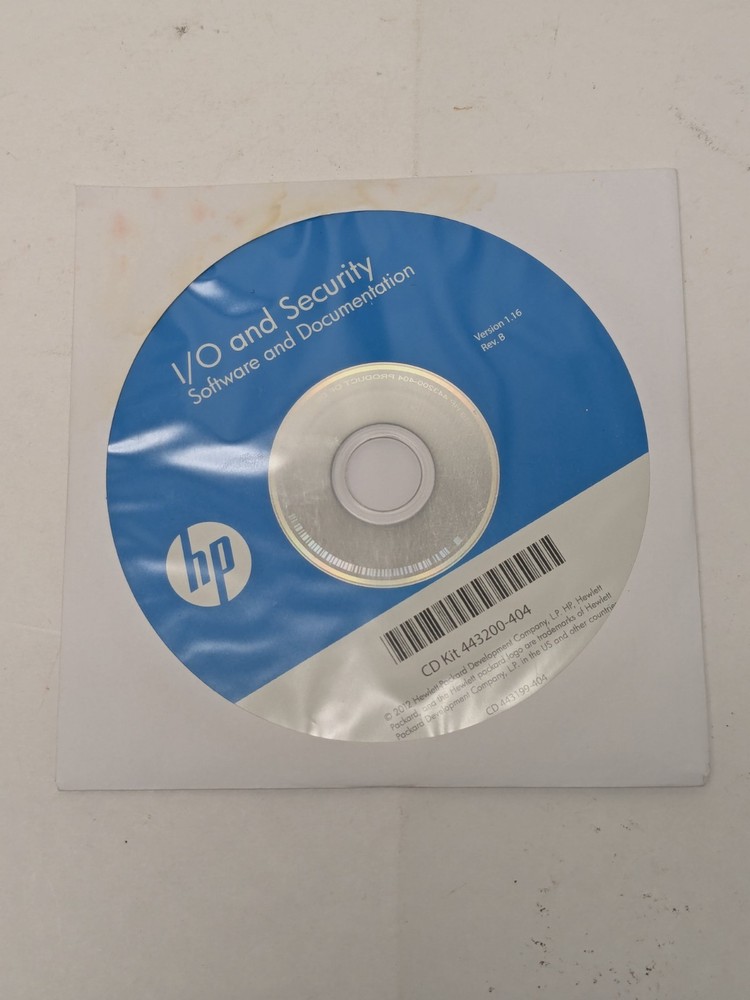 I/O and Security
Software and Documentation
Version 1.16
Rev. B
hp
CD Kit 443200-404
© 2012 Hewlett-Packard Development Company, L.P. HP, Hewlett
Packard, and the Hewlett packard logo are trademarks of Hewlett
Packard Development Company, L.P. in the US and other countrie
CD 443199-404